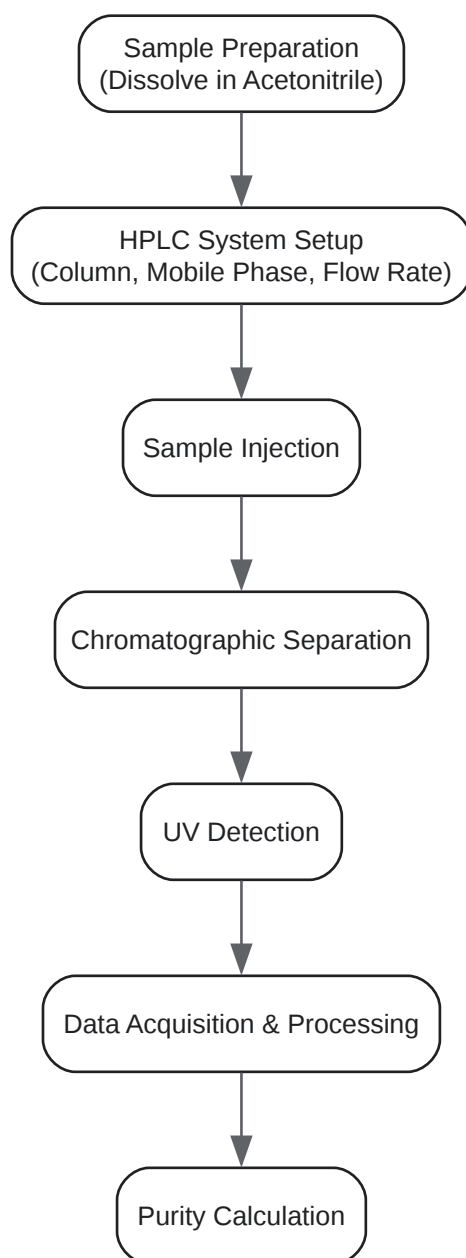 Sample Preparation
(Dissolve in Acetonitrile)
HPLC System Setup
(Column, Mobile Phase, Flow Rate)
Sample Injection
Chromatographic Separation
UV Detection
Data Acquisition & Processing
Purity Calculation